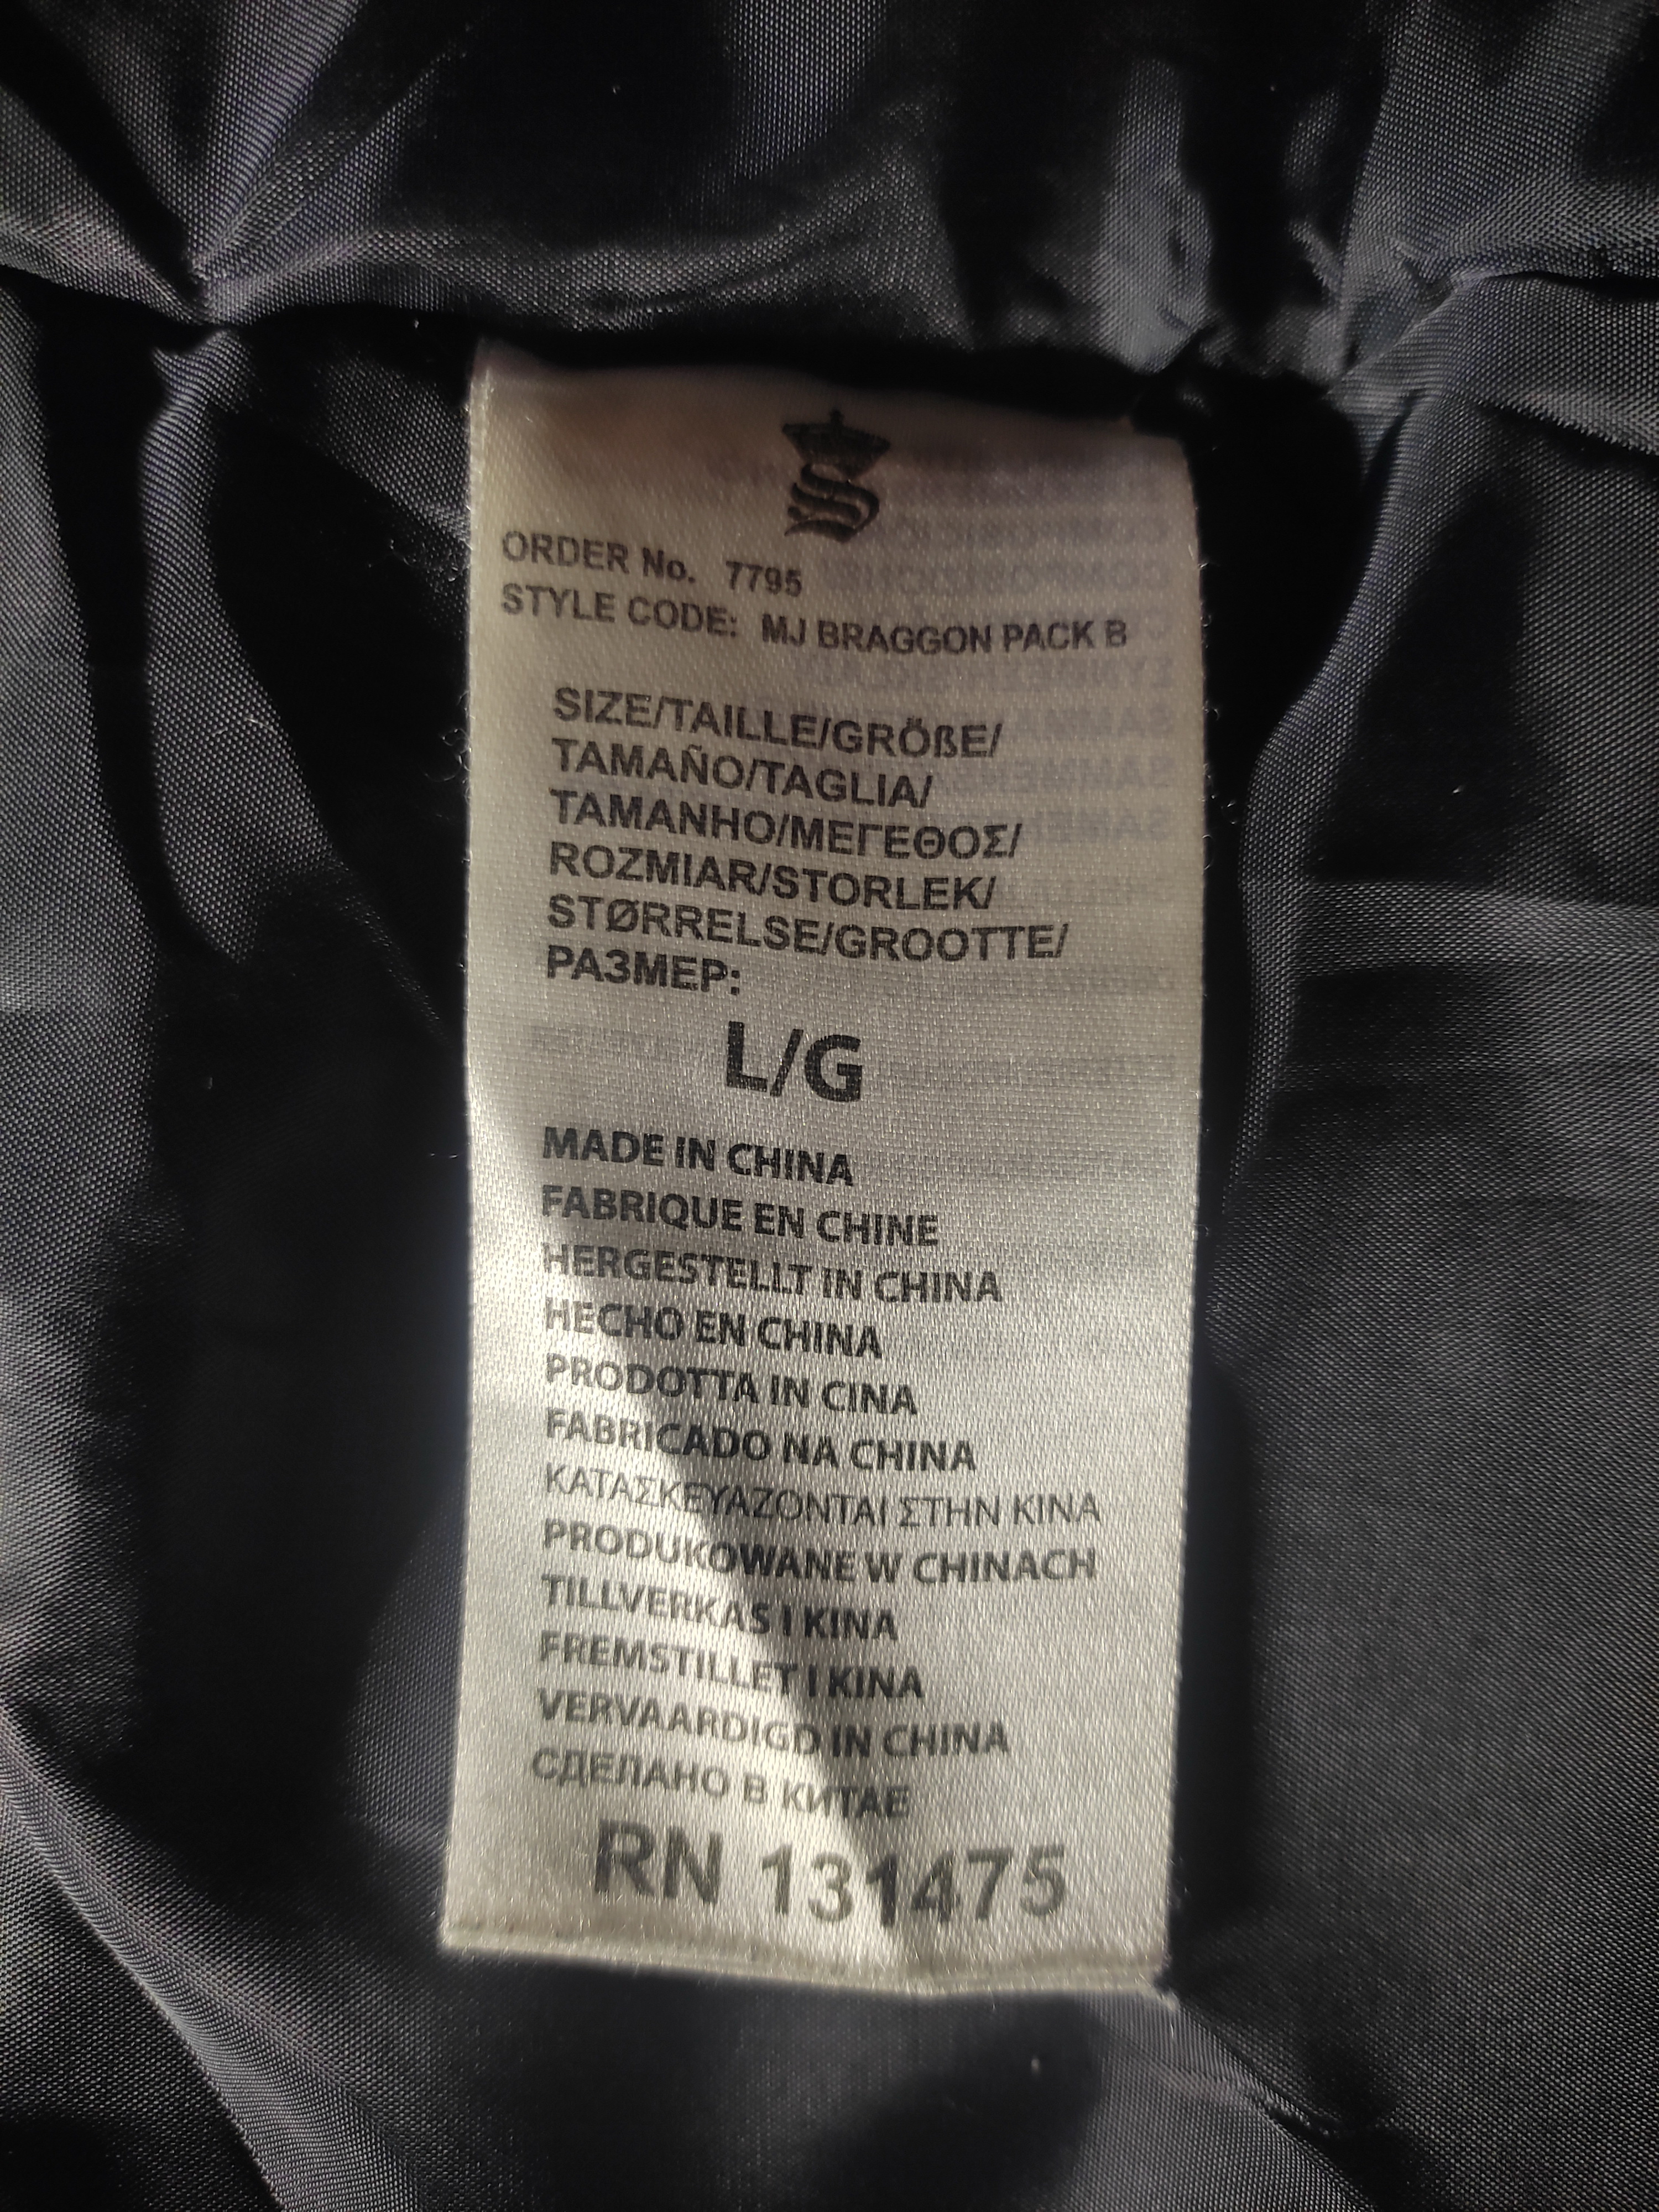 S
ORDER No. 7795
STYLE CODE: MJ BRAGGON PACK B
SIZE/TAILLE/GRÖßE/
TAMAÑO/TAGLIA/
TAMANHO/ΜΕΓΕΘΟΣ/
ROZMIAR/STORLEK/
STØRRELSE/GROOTTE/
РАЗМЕР:
L/G
MADE IN CHINA
FABRIQUE EN CHINE
HERGESTELLT IN CHINA
HECHO EN CHINA
PRODOTTA IN CINA
FABRICADO NA CHINA
ΚΑΤΑΣΚΕΥΑΖΟΝΤΑΙ ΣΤΗΝ ΚΙΝΑ
PRODUKOWANE W CHINACH
TILLVERKAS I KINA
FREMSTILLET I KINA
VERVAARDIGD IN CHINA
СДЕЛАНО В КИТАЕ
RN 131475